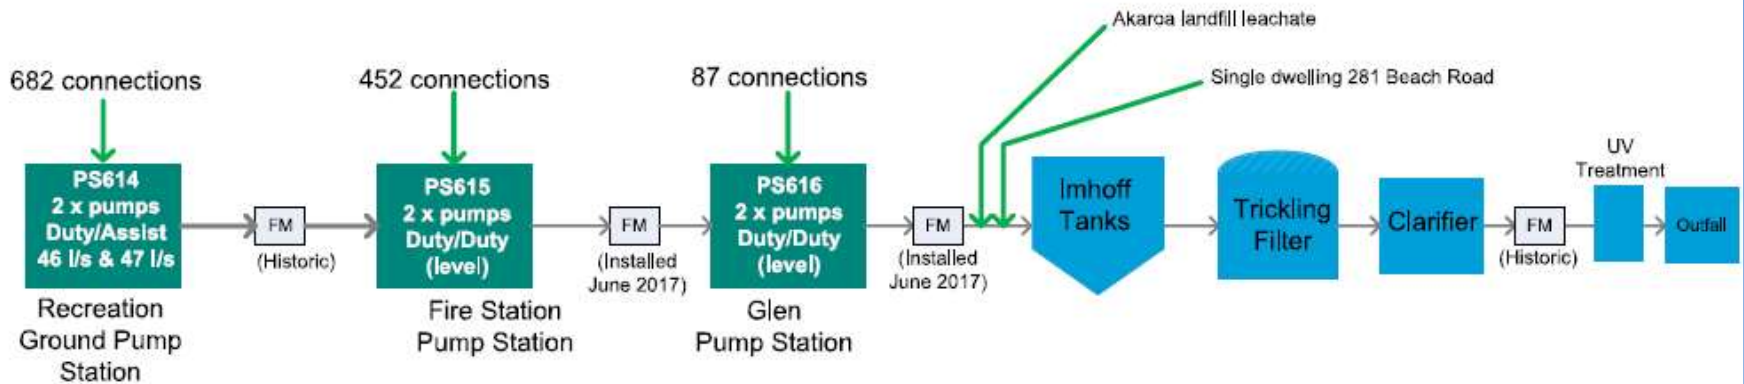 Akaroa landfill leachate
682 connections
452 connections
87 connections
Single dwelling 281 Beach Road
PS614
2 x pumps
Duty/Assist
46 l/s & 47 l/s
FM
(Historic)
PS615
2 x pumps
Duty/Duty
(level)
FM
(Installed
June 2017)
PS616
2 x pumps
Duty/Duty
(level)
FM
(Installed
June 2017)
Imhoff
Tanks
Trickling
Filter
Clarifier
FM
(Historic)
UV
Treatment
Outfall
Recreation
Ground Pump
Station
Fire Station
Pump Station
Glen
Pump Station